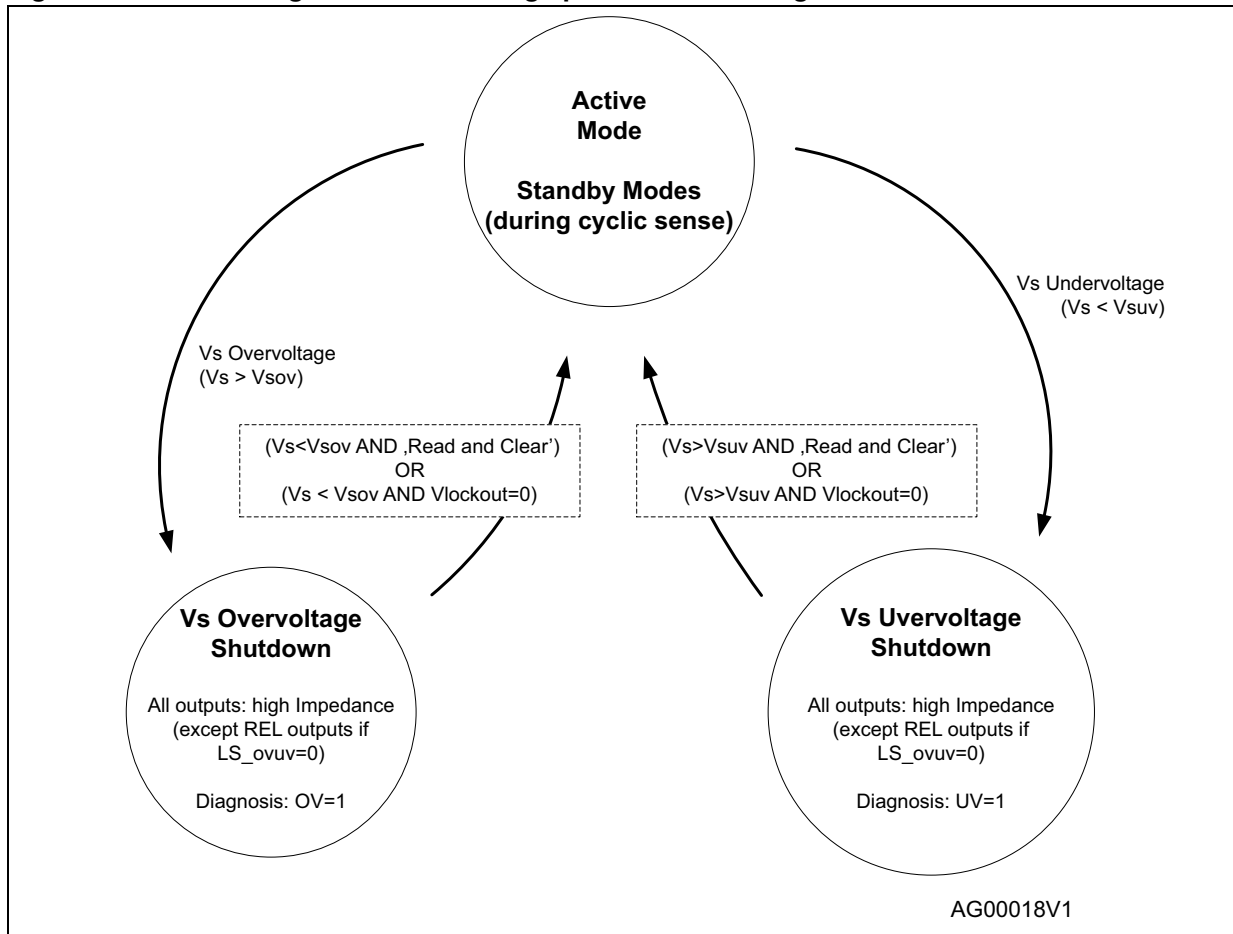 Active
Mode
Standby Modes
(during cyclic sense)
Vs Undervoltage
(Vs < Vsuv)
Vs Overvoltage
(Vs > Vsov)
(Vs<Vsov AND ‚Read and Clear’)
OR
(Vs < Vsov AND Vlockout=0)
(Vs>Vsuv AND ‚Read and Clear’)
OR
(Vs>Vsuv AND Vlockout=0)
Vs Overvoltage
Shutdown
All outputs: high Impedance
(except REL outputs if
LS_ovuv=0)
Diagnosis: OV=1
Vs Uvervoltage
Shutdown
All outputs: high Impedance
(except REL outputs if
LS_ovuv=0)
Diagnosis: UV=1
AG00018V1